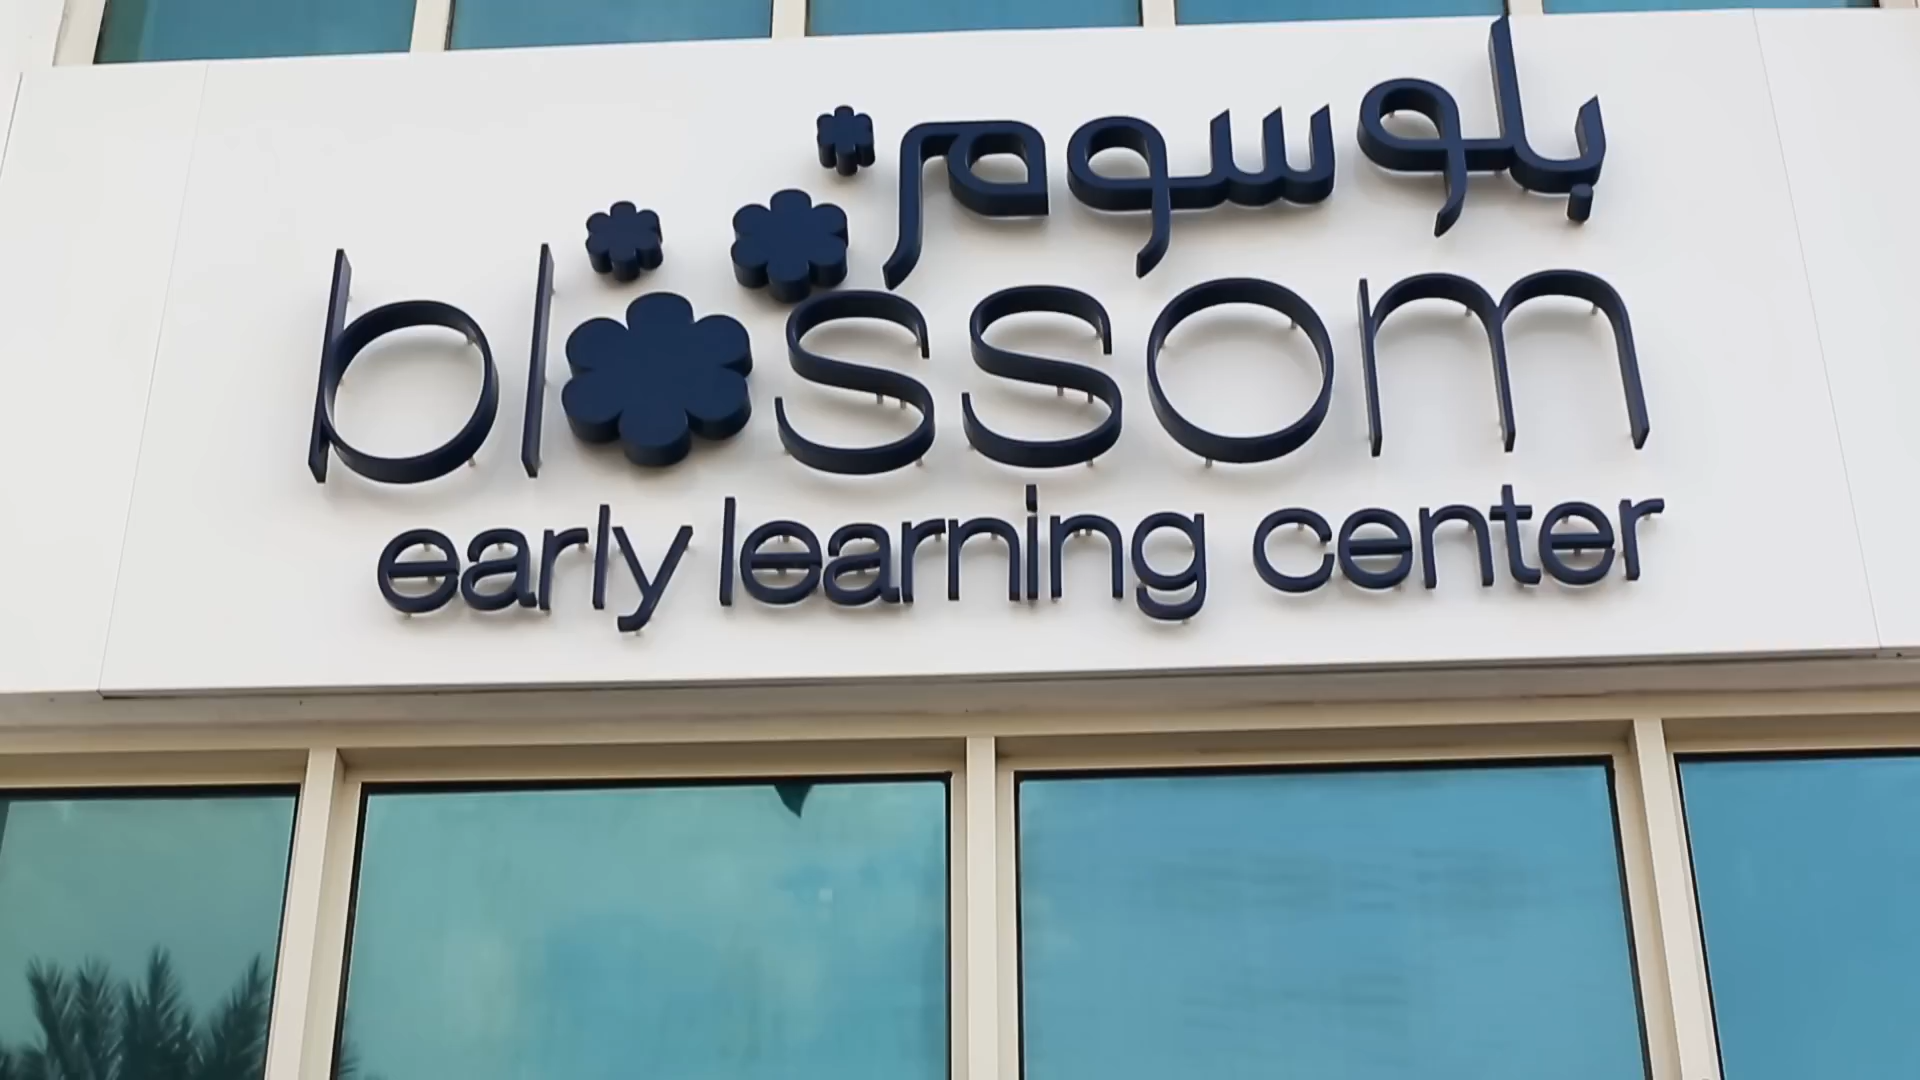 بلوسوم
blossom
early learning center